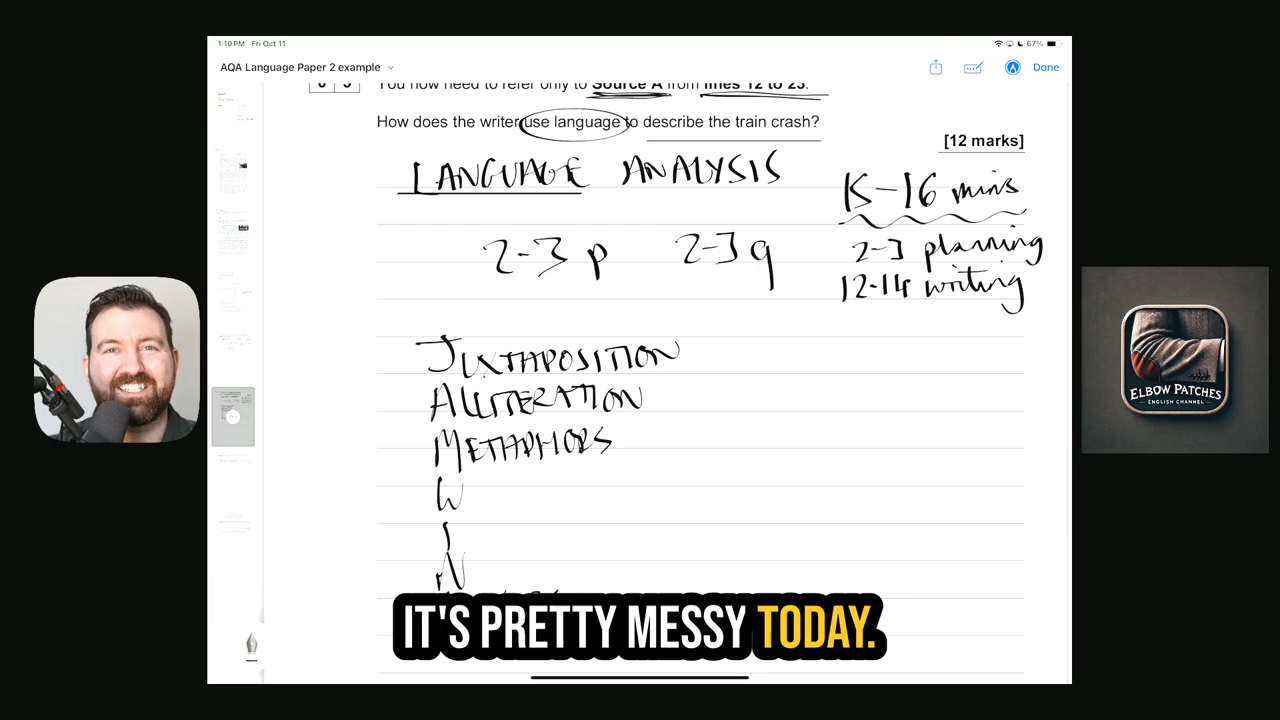 1:10 PM Fri Oct 11
67%
AQA Language Paper 2 example
Done
0 3 You now need to refer only to Source A from lines 12 to 23.
How does the writer use language to describe the train crash?
[12 marks]
LANGUAGE ANALYSIS
15-16 mins
2-3 p 2-3 q
2-3 planning
12-14 writing
JUXTAPOSITION
ALLITERATION
METAPHORS
W
I
N
ELBOW PATCHES
ENGLISH CHANNEL
IT'S PRETTY MESSY TODAY.